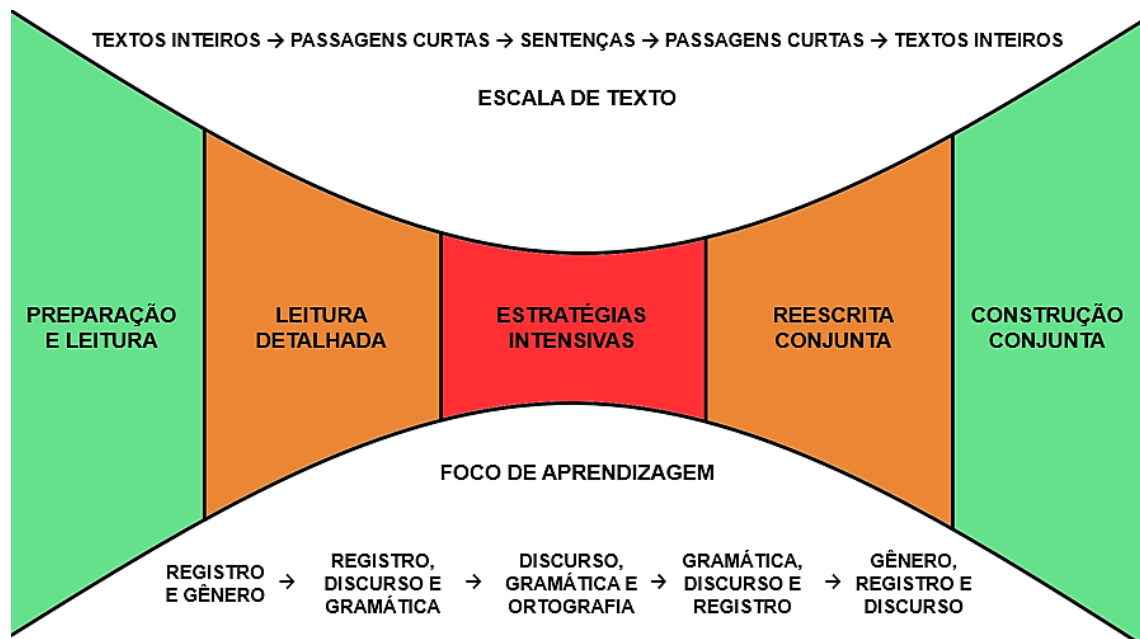 TEXTOS INTEIROS → PASSAGENS CURTAS → SENTENÇAS → PASSAGENS CURTAS → TEXTOS INTEIROS
ESCALA DE TEXTO
PREPARAÇÃO
E LEITURA
LEITURA
DETALHADA
ESTRATÉGIAS
INTENSIVAS
REESCRITA
CONJUNTA
CONSTRUÇÃO
CONJUNTA
FOCO DE APRENDIZAGEM
REGISTRO
E GÊNERO
→
REGISTRO,
DISCURSO E
GRAMÁTICA
→
DISCURSO,
GRAMÁTICA E
ORTOGRAFIA
→
GRAMÁTICA,
DISCURSO E
REGISTRO
→
GÊNERO,
REGISTRO E
DISCURSO